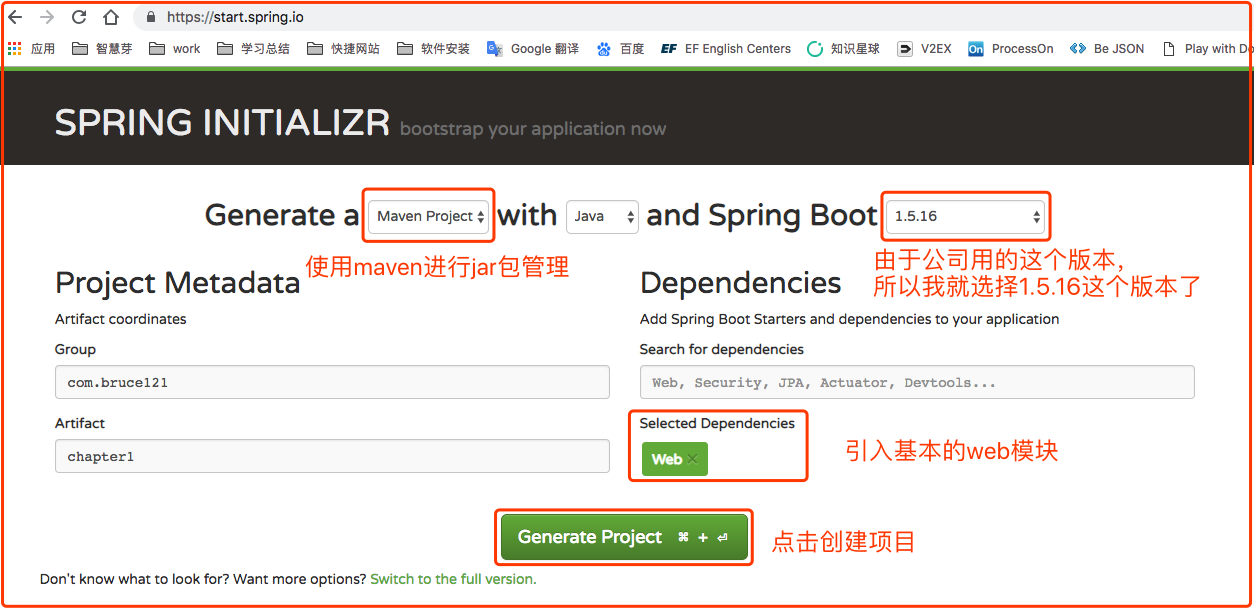 https://start.spring.io
应用 智慧芽 work 学习总结 快捷网站 软件安装 Google 翻译 百度 EF EF English Centers 知识星球 V2EX On ProcessOn Be JSON Play with Do
SPRING INITIALIZR bootstrap your application now
Generate a Maven Project with Java and Spring Boot 1.5.16
使用maven进行jar包管理
由于公司用的这个版本,
所以我就选择1.5.16这个版本了
Project Metadata
Artifact coordinates
Group
com.bruce121
Artifact
chapter1
Dependencies
Add Spring Boot Starters and dependencies to your application
Search for dependencies
Web, Security, JPA, Actuator, Devtools...
Selected Dependencies
Web ×
引入基本的web模块
Generate Project ⌘ + ⏎
点击创建项目
Don't know what to look for? Want more options? Switch to the full version.